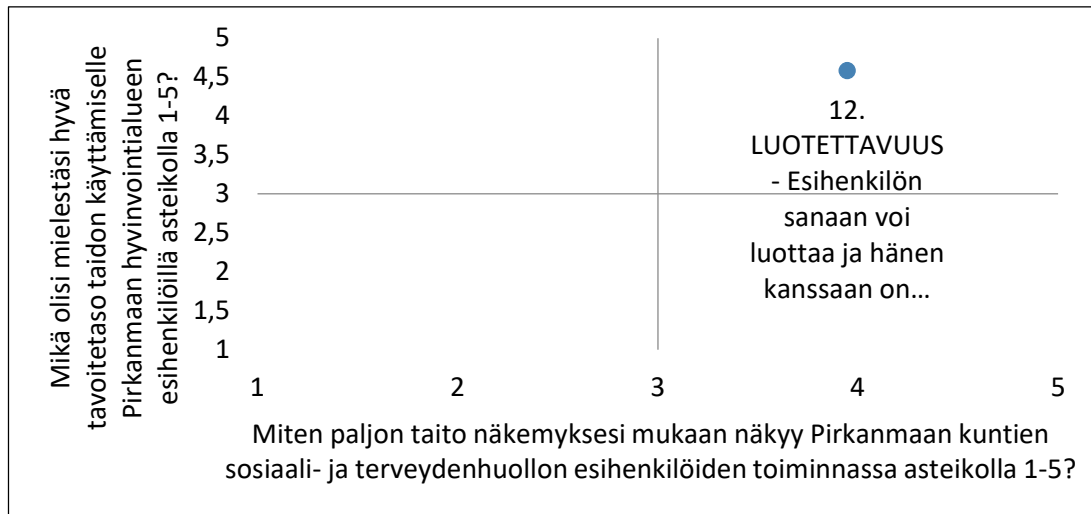 Mikä olisi mielestäsi hyvä
tavoitetaso taidon käyttämiselle
Pirkanmaan hyvinvointialueen
esihenkilöillä asteikolla 1-5?
5
4,5
4
3,5
3
2,5
2
1,5
1
12.
LUOTETTAVUUS
- Esihenkilön
sanaan voi
luottaa ja hänen
kanssaan on...
1 2 3 4 5
Miten paljon taito näkemyksesi mukaan näkyy Pirkanmaan kuntien
sosiaali- ja terveydenhuollon esihenkilöiden toiminnassa asteikolla 1-5?